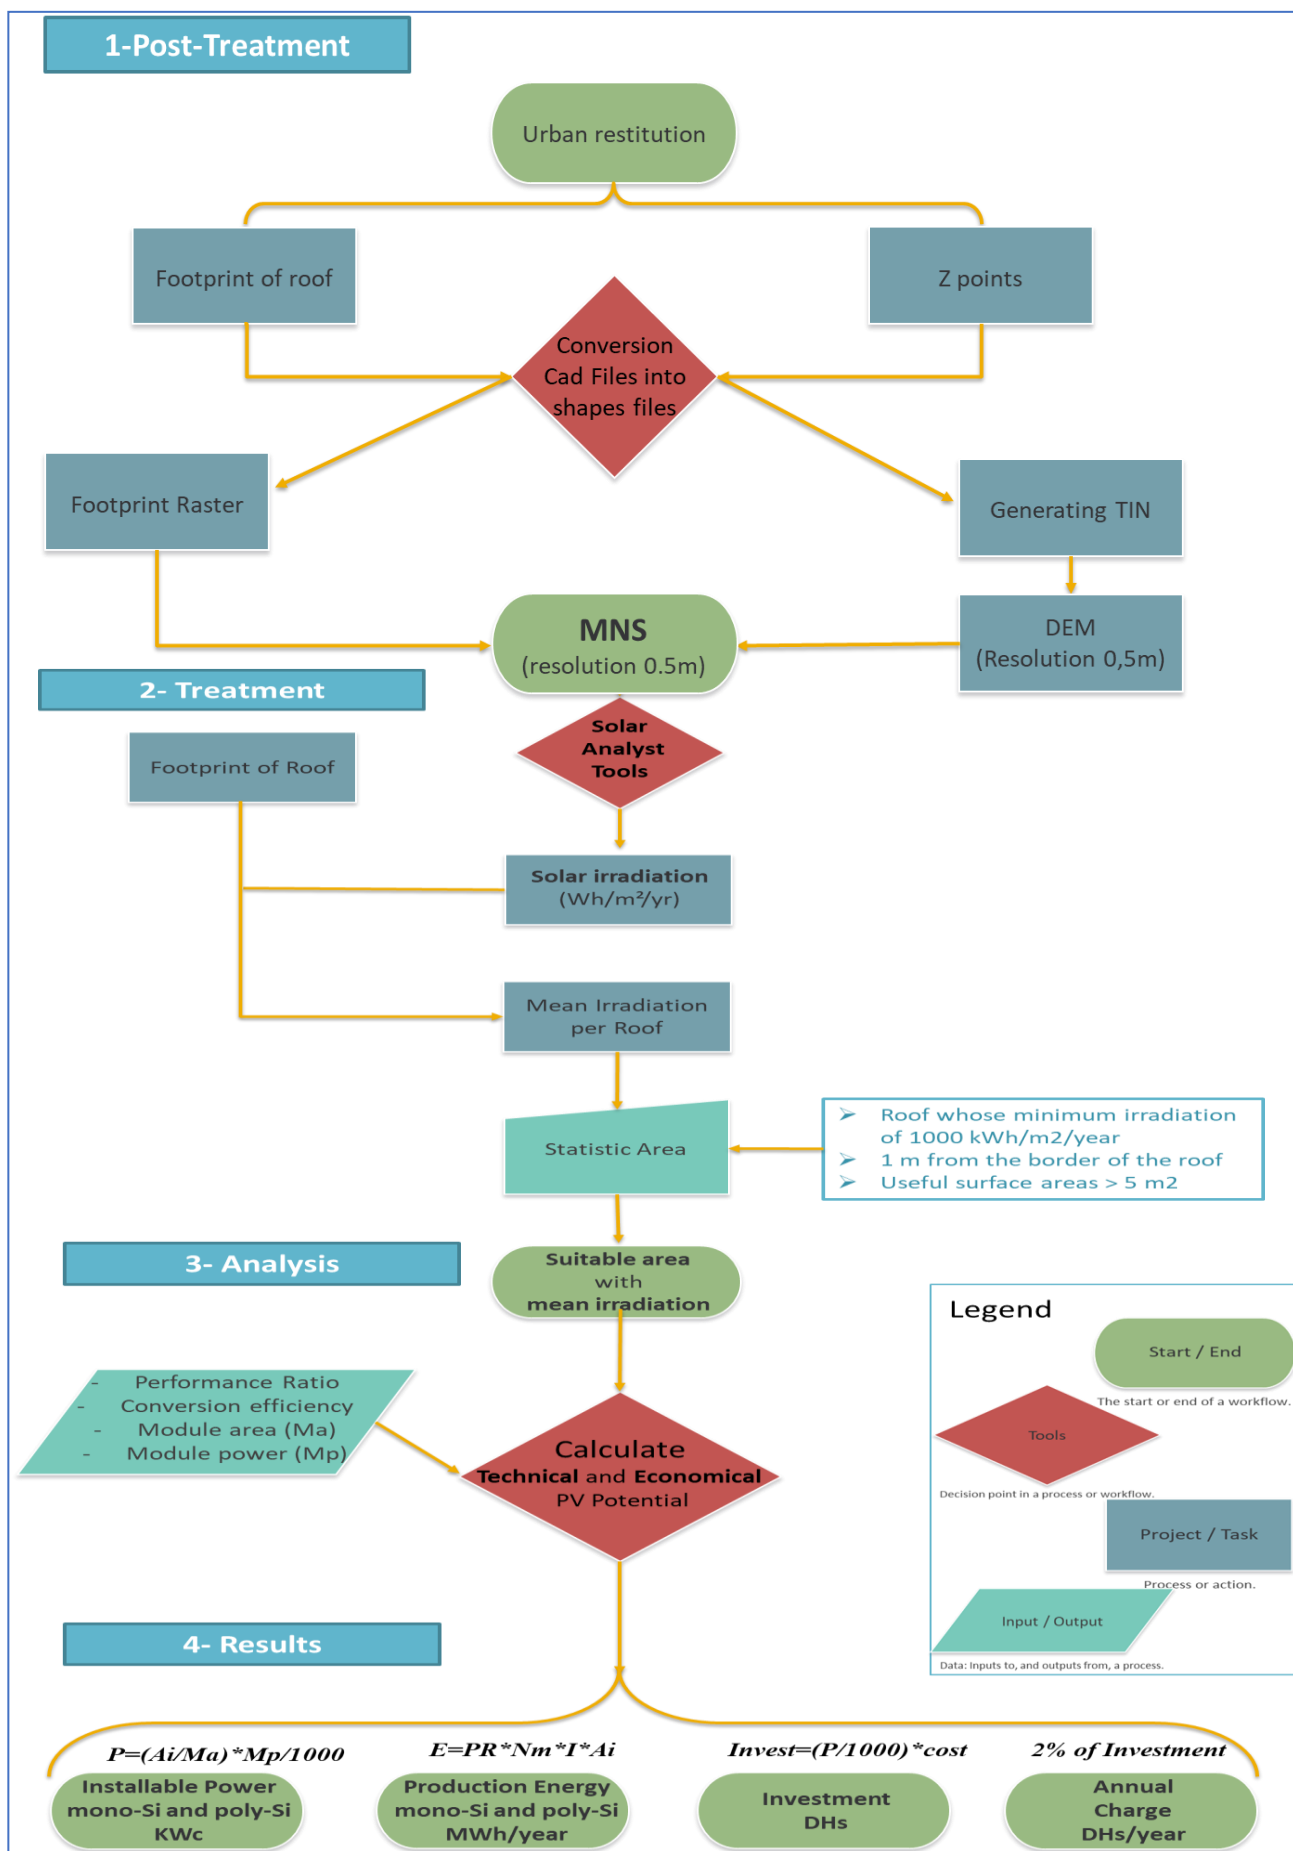 1-Post-Treatment
Urban restitution
Footprint of roof
Z points
Conversion
Cad Files into
shapes files
Footprint Raster
Generating TIN
MNS
(resolution 0.5m)
DEM
(Resolution 0,5m)
2- Treatment
Solar
Analyst
Tools
Footprint of Roof
Solar irradiation
(Wh/m²/yr)
Mean Irradiation
per Roof
Statistic Area
➢ Roof whose minimum irradiation
of 1000 kWh/m2/year
➢ 1 m from the border of the roof
➢ Useful surface areas > 5 m2
3- Analysis
Suitable area
with
mean irradiation
- Performance Ratio
- Conversion efficiency
- Module area (Ma)
- Module power (Mp)
Calculate
Technical and Economical
PV Potential
Legend
Start / End
The start or end of a workflow.
Tools
Decision point in a process or workflow.
Project / Task
Process or action.
Input / Output
Data: Inputs to, and outputs from, a process.
4- Results
P=(Ai/Ma)*Mp/1000
Installable Power
mono-Si and poly-Si
KWc
E=PR*Nm*I*Ai
Production Energy
mono-Si and poly-Si
MWh/year
Invest=(P/1000)*cost
Investment
DHs
2% of Investment
Annual
Charge
DHs/year